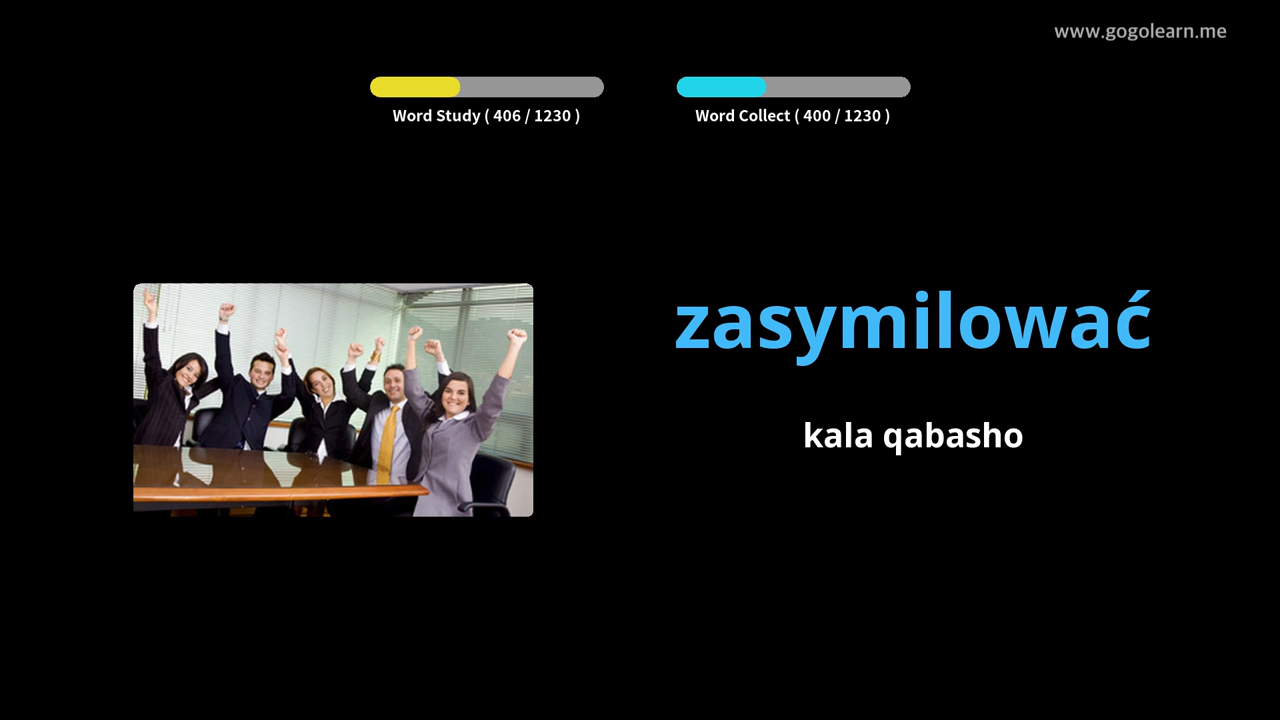 www.gogolearn.me
Word Study ( 406 / 1230 )
Word Collect ( 400 / 1230 )
zasymilować
kala qabasho